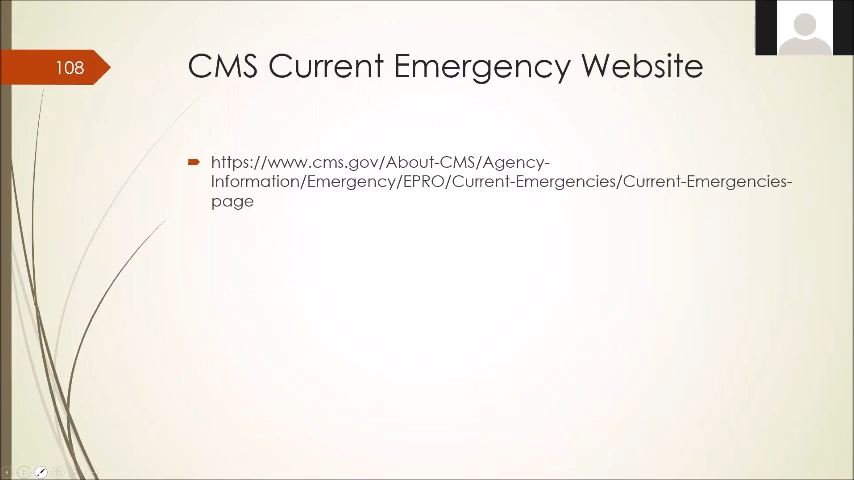 108
CMS Current Emergency Website
https://www.cms.gov/About-CMS/Agency-
Information/Emergency/EPRO/Current-Emergencies/Current-Emergencies-
page